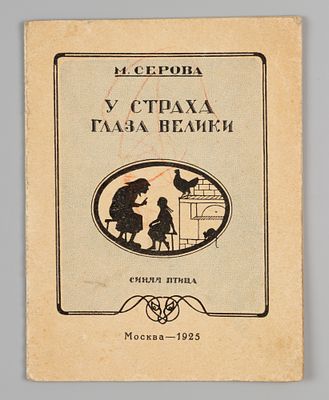 М. СЕРОВА
У СТРАХА
ГЛАЗА ВЕЛИКИ
СИНЯЯ ПТИЦА
Москва—1925